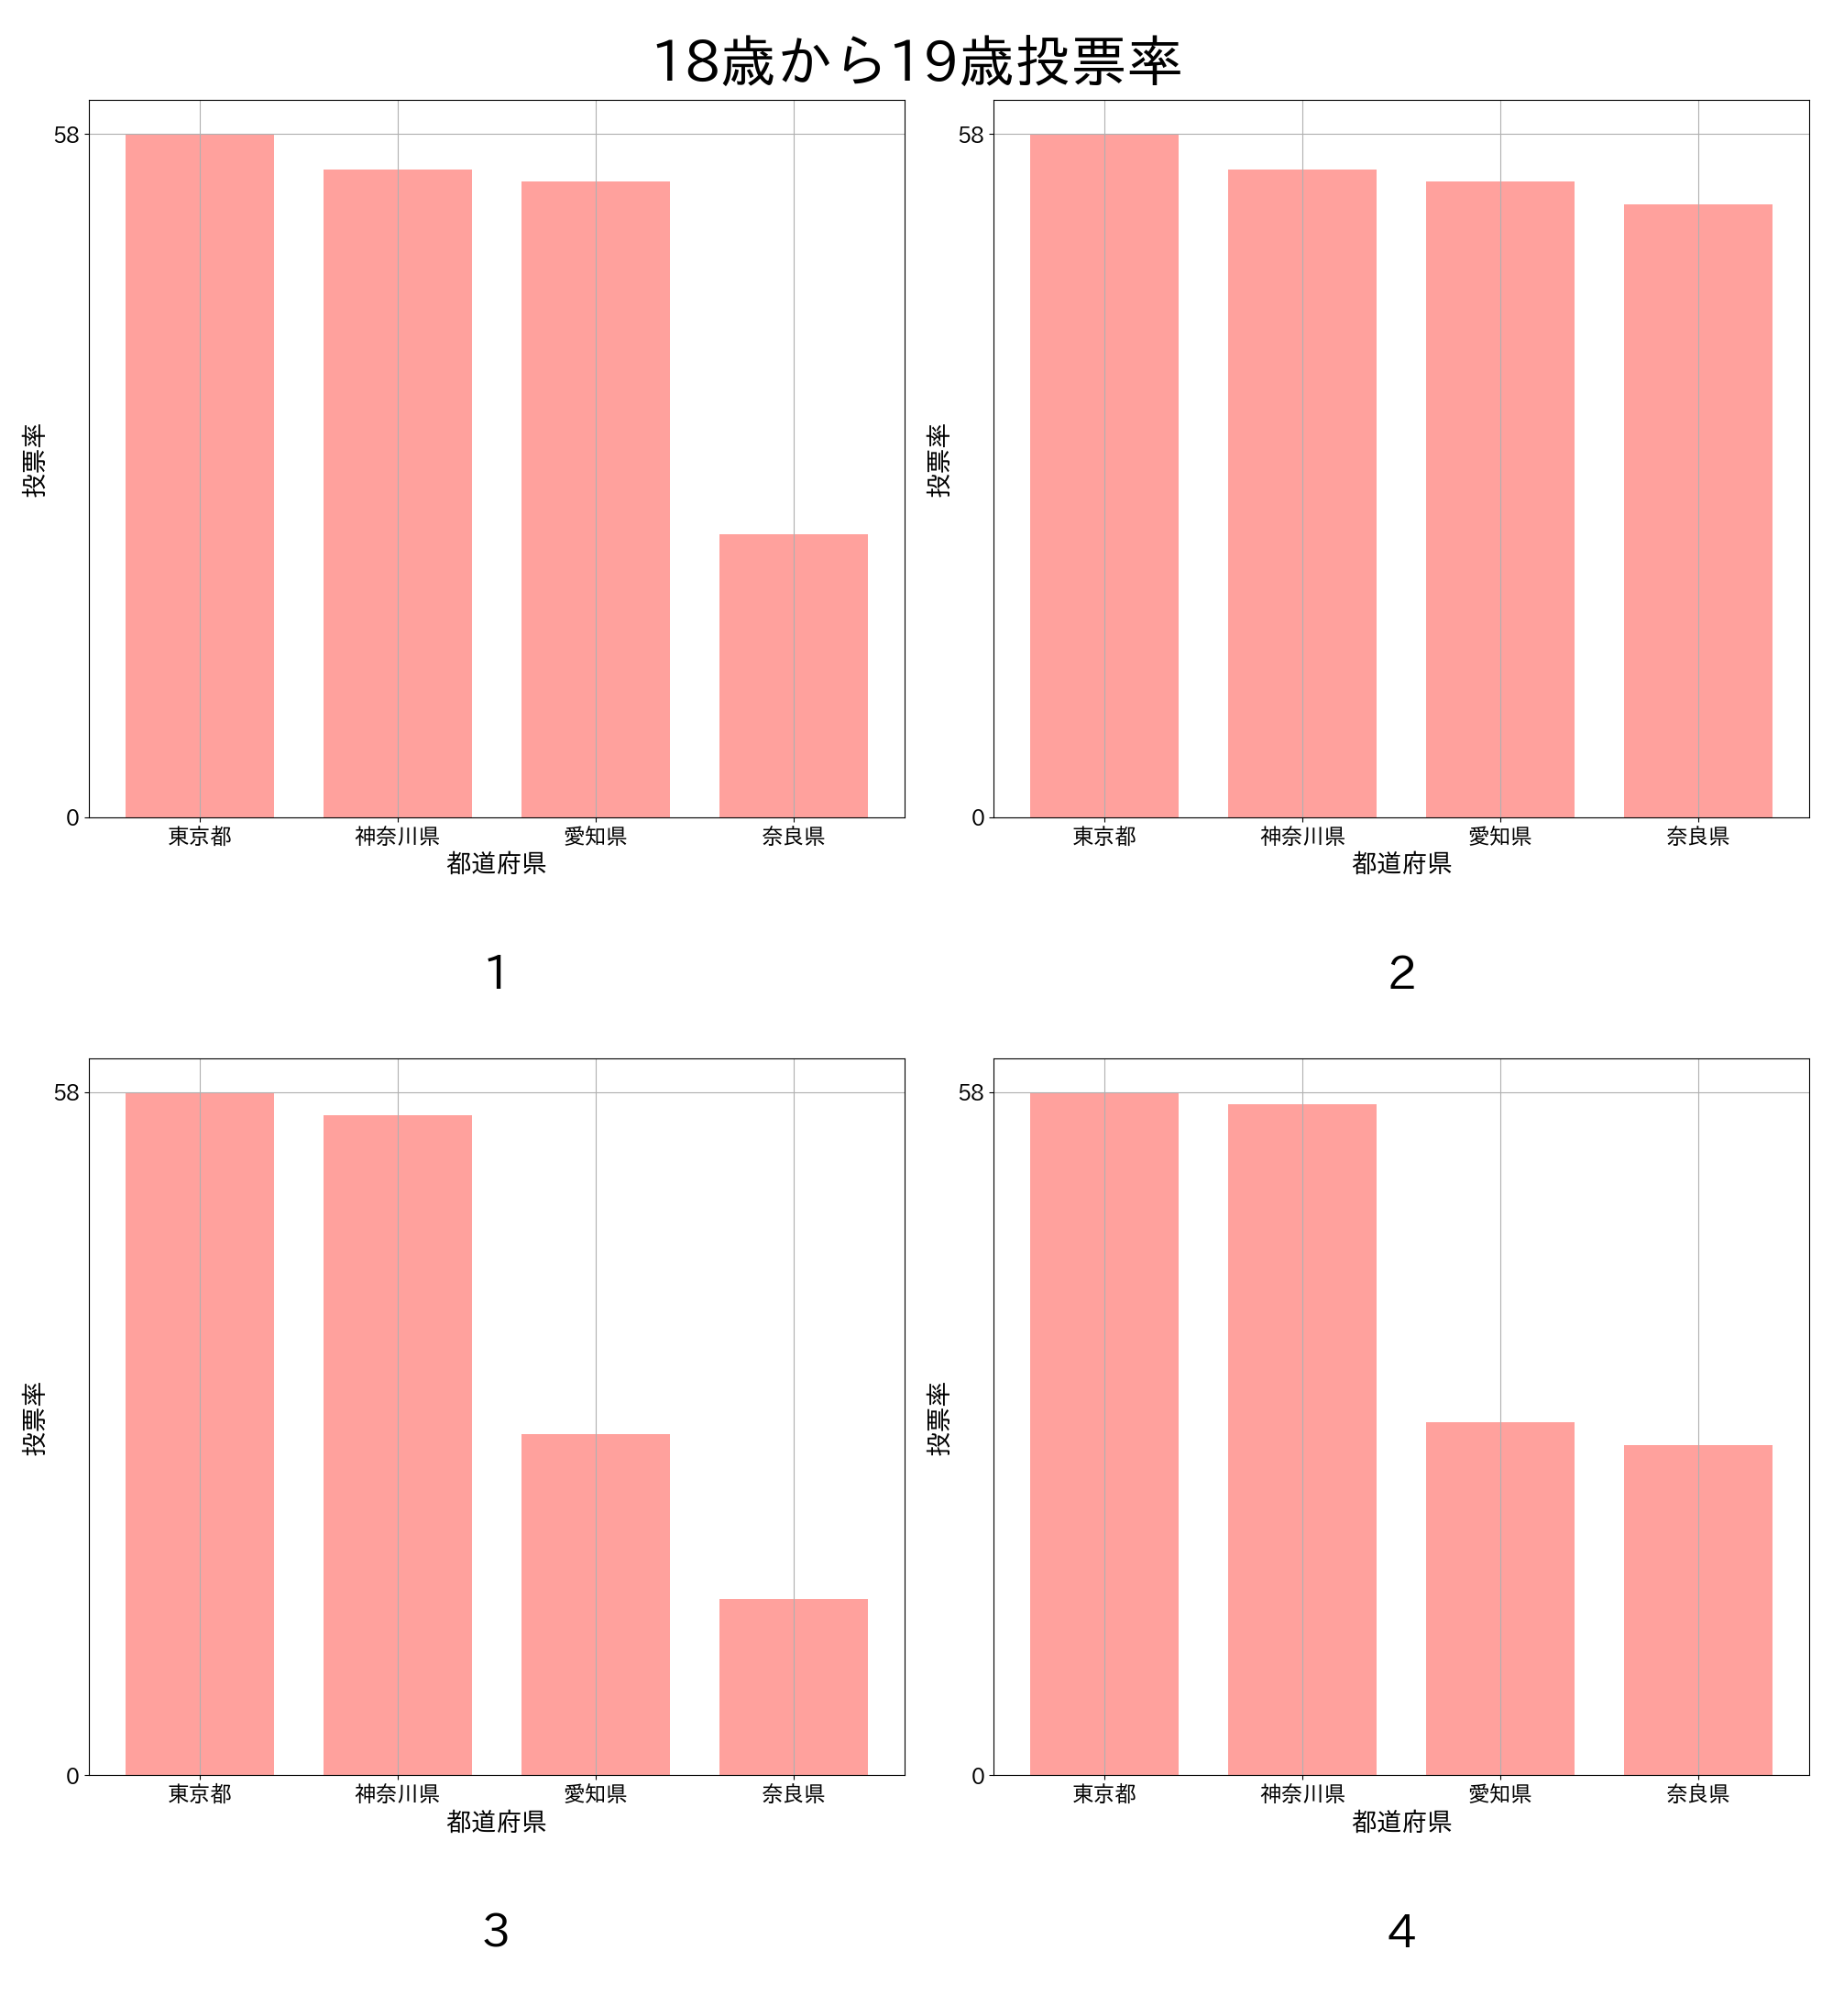 18歳から19歳投票率
58
0
投票率
東京都 神奈川県 愛知県 奈良県
都道府県
1
58
0
投票率
東京都 神奈川県 愛知県 奈良県
都道府県
2
58
0
投票率
東京都 神奈川県 愛知県 奈良県
都道府県
3
58
0
投票率
東京都 神奈川県 愛知県 奈良県
都道府県
4